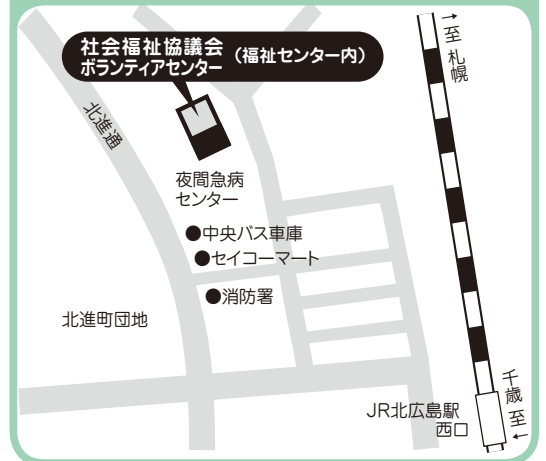 社会福祉協議会
ボランティアセンター
（福祉センター内）
→至札幌
北進通
夜間急病
センター
●中央バス車庫
●セイコーマート
●消防署
北進町団地
JR北広島駅
西口
千歳至←